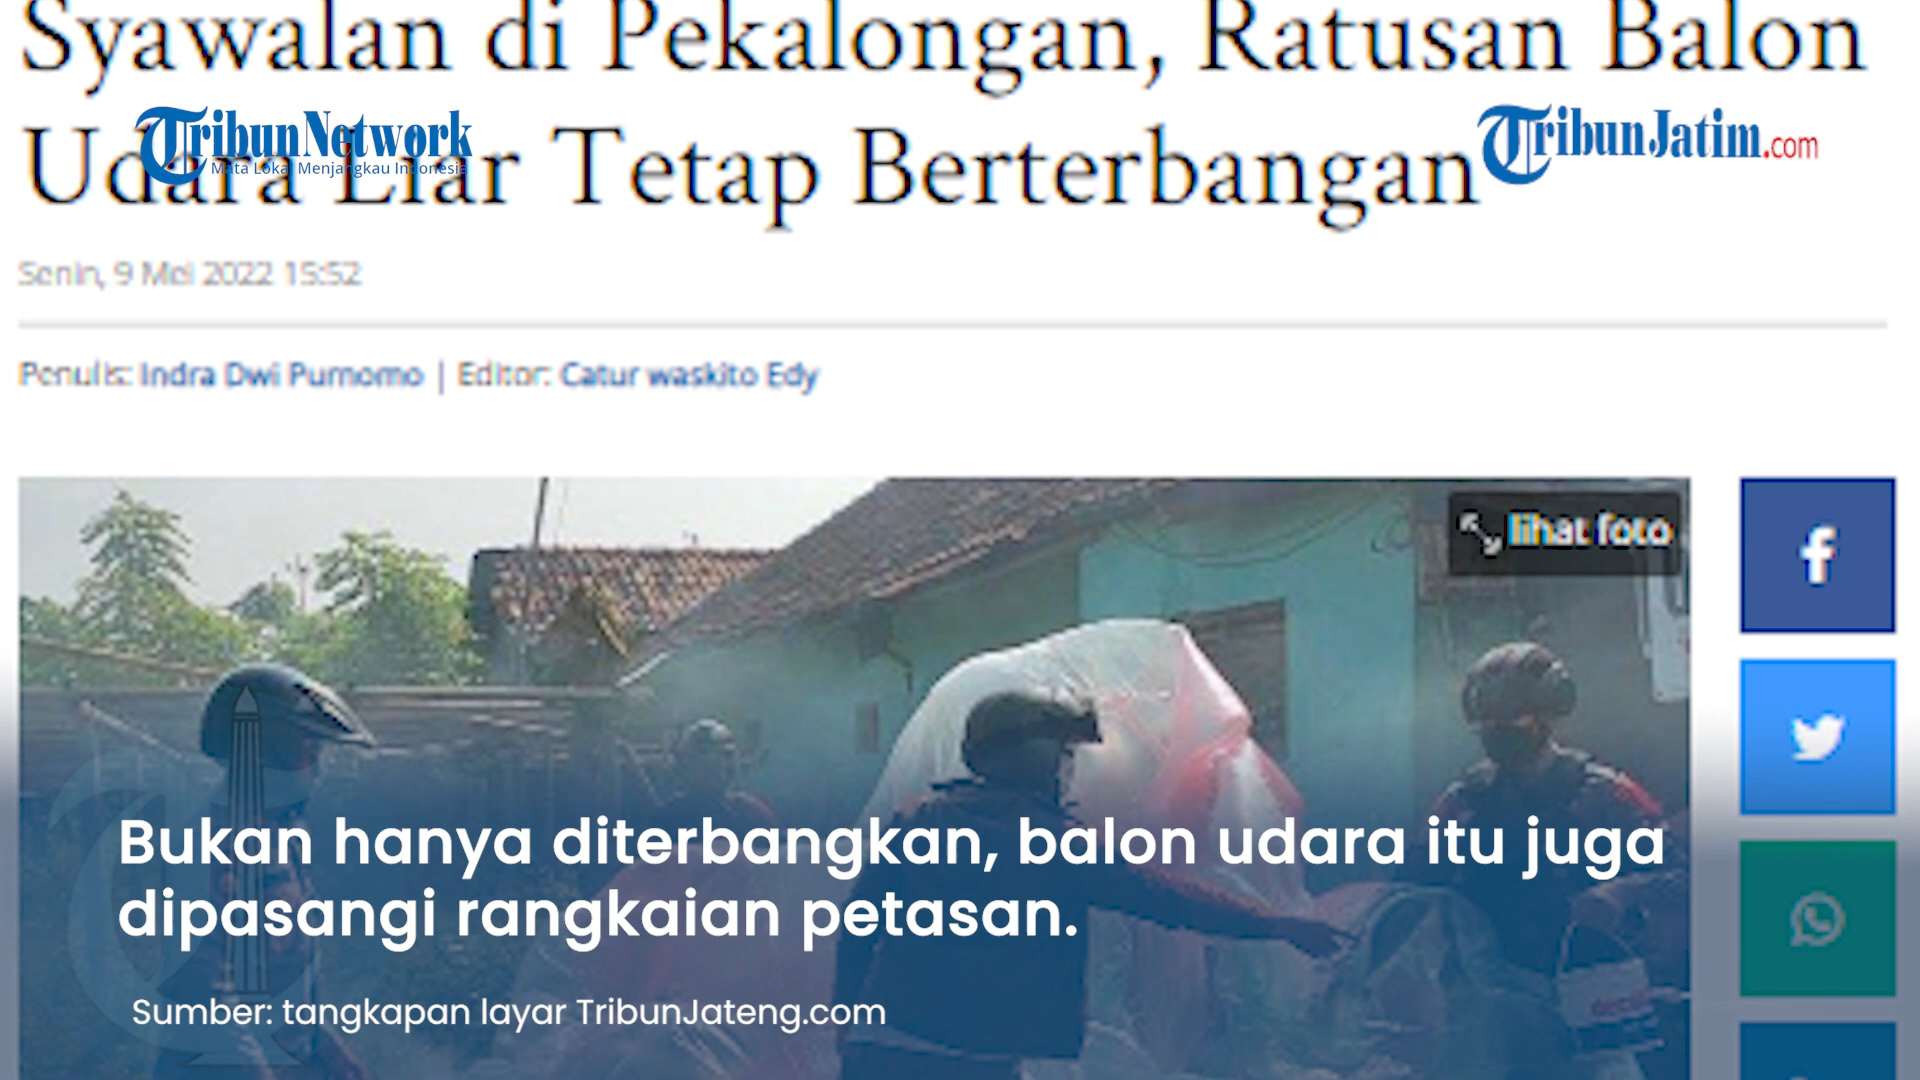 Syawalan di Pekalongan, Ratusan Balon
Udara Liar Tetap Berterbangan
TribunNetwork
Mata Lokal Menjangkau Indonesia
TribunJatim.com
Senin, 9 Mei 2022 15:52
Penulis: Indra Dwi Purnomo | Editor: Catur waskito Edy
lihat foto
Bukan hanya diterbangkan, balon udara itu juga
dipasangi rangkaian petasan.
Sumber: tangkapan layar TribunJateng.com